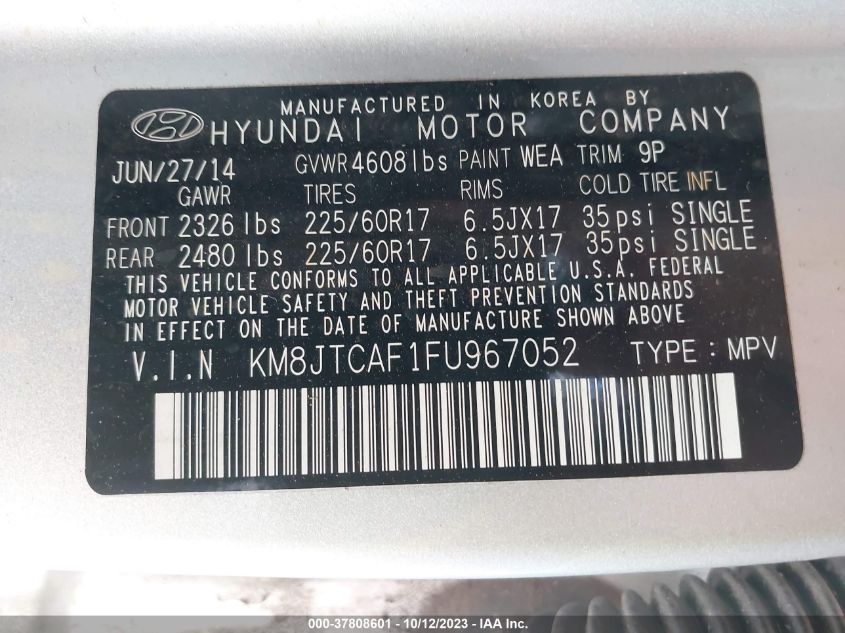 MANUFACTURED IN KOREA BY
HYUNDAI MOTOR COMPANY
JUN/27/14 GVWR 4608 lbs PAINT WEA TRIM 9P
GAWR TIRES RIMS COLD TIRE INFL
FRONT 2326 lbs 225/60R17 6.5JX17 35psi SINGLE
REAR 2480 lbs 225/60R17 6.5JX17 35psi SINGLE
THIS VEHICLE CONFORMS TO ALL APPLICABLE U.S.A. FEDERAL
MOTOR VEHICLE SAFETY AND THEFT PREVENTION STANDARDS
IN EFFECT ON THE DATE OF MANUFACTURE SHOWN ABOVE
V.I.N KM8JTCAF1FU967052 TYPE : MPV
000-37808601 - 10/12/2023 - IAA Inc.